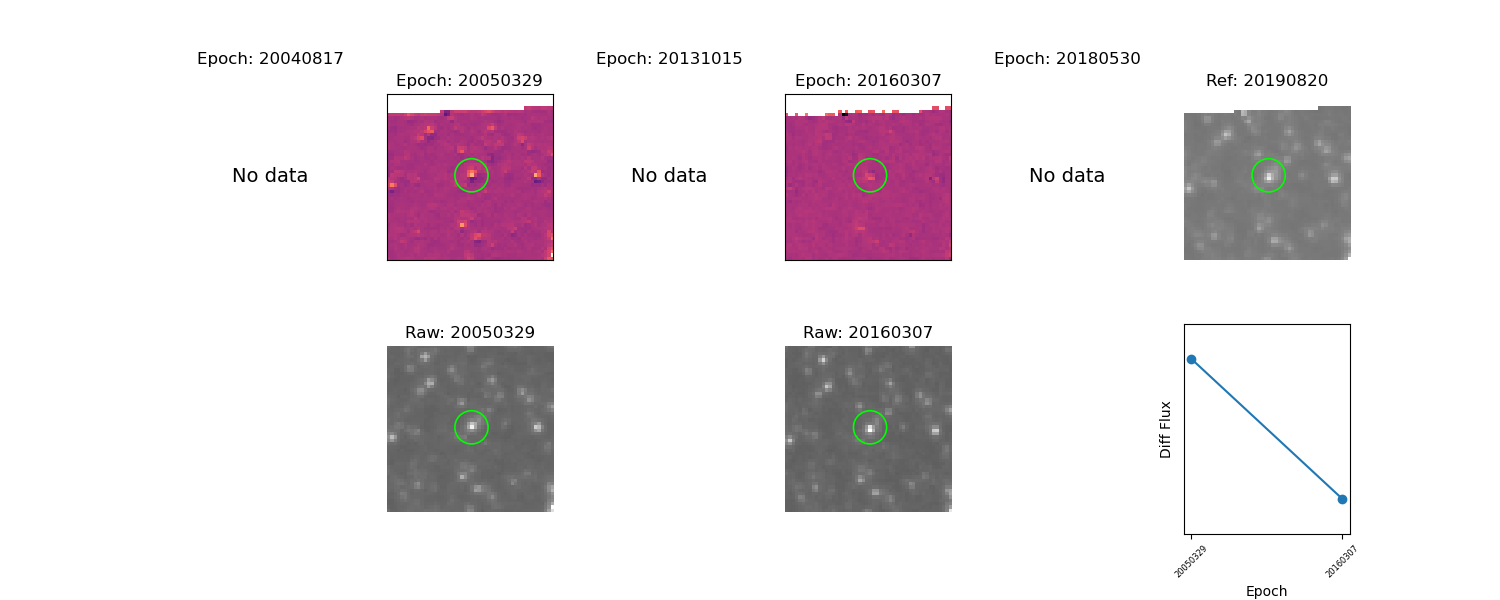 Epoch: 20040817
Epoch: 20050329
Epoch: 20131015
Epoch: 20160307
Epoch: 20180530
Ref: 20190820
No data
No data
No data
Raw: 20050329
Raw: 20160307
Diff Flux
20050329
20160307
Epoch